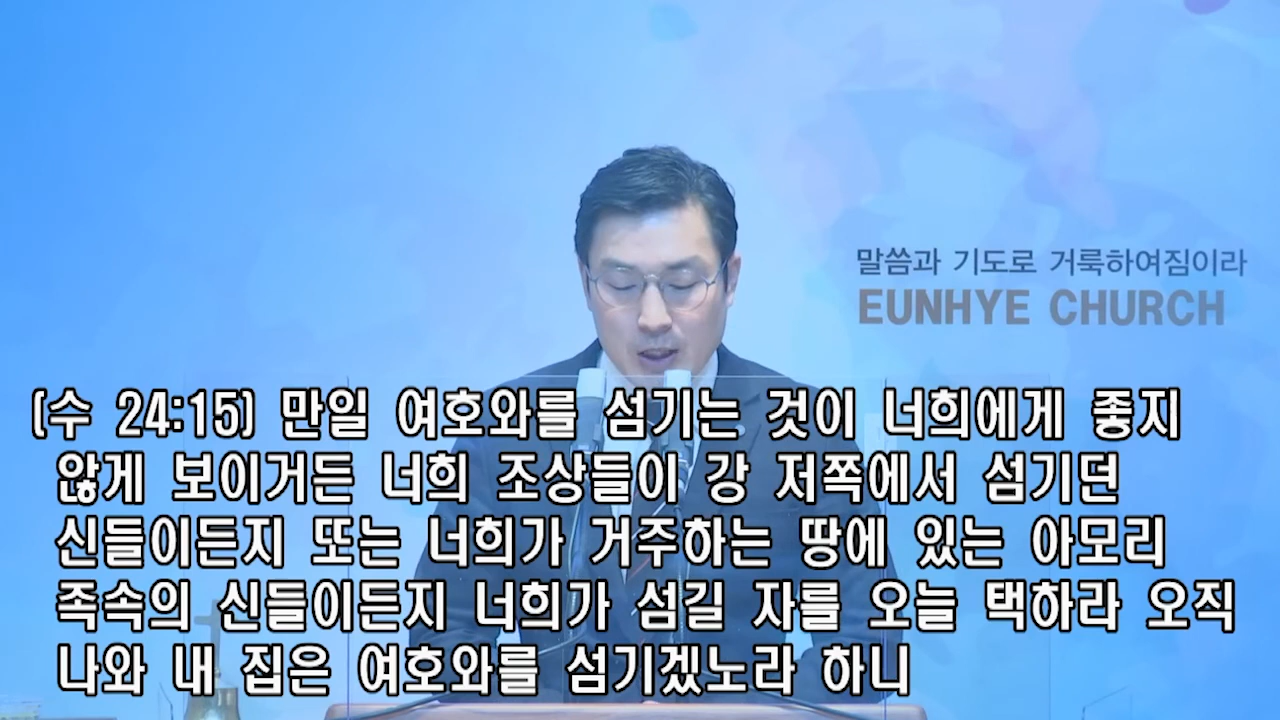 말씀과 기도로 거룩하여짐이라
EUNHYE CHURCH
(수 24:15) 만일 여호와를 섬기는 것이 너희에게 좋지
않게 보이거든 너희 조상들이 강 저쪽에서 섬기던
신들이든지 또는 너희가 거주하는 땅에 있는 아모리
족속의 신들이든지 너희가 섬길 자를 오늘 택하라 오직
나와 내 집은 여호와를 섬기겠노라 하니